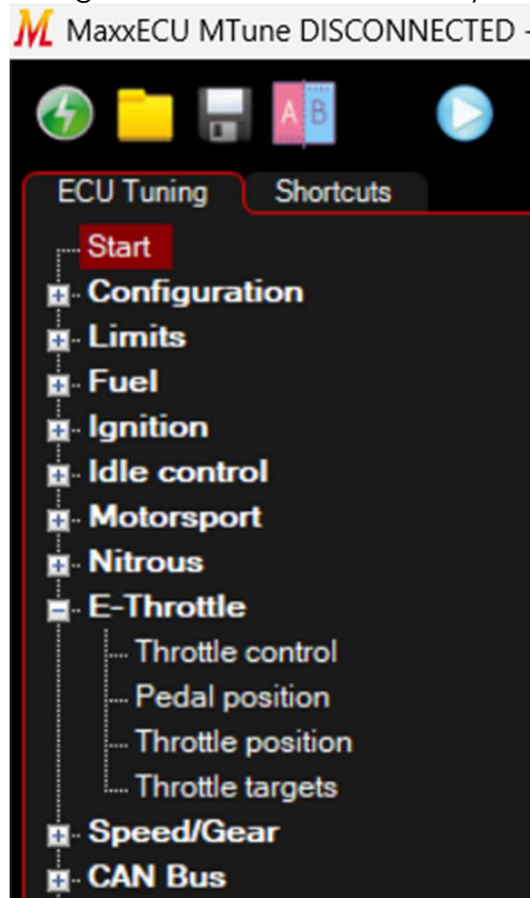 MaxxECU MTune DISCONNECTED -
A B
ECU Tuning Shortcuts
Start
Configuration
Limits
Fuel
Ignition
Idle control
Motorsport
Nitrous
E-Throttle
Throttle control
Pedal position
Throttle position
Throttle targets
Speed/Gear
CAN Bus